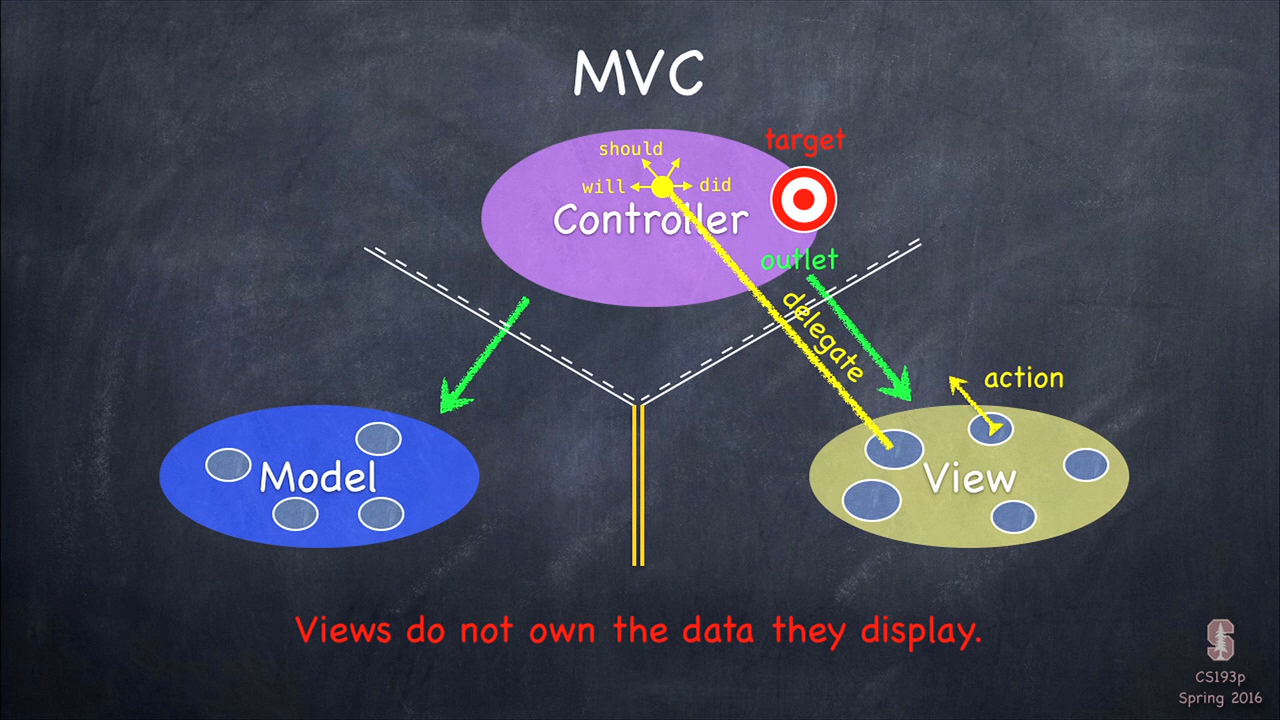 MVC
target
should
will
did
Controller
outlet
delegate
action
Model
View
Views do not own the data they display.
S
CS193p
Spring 2016